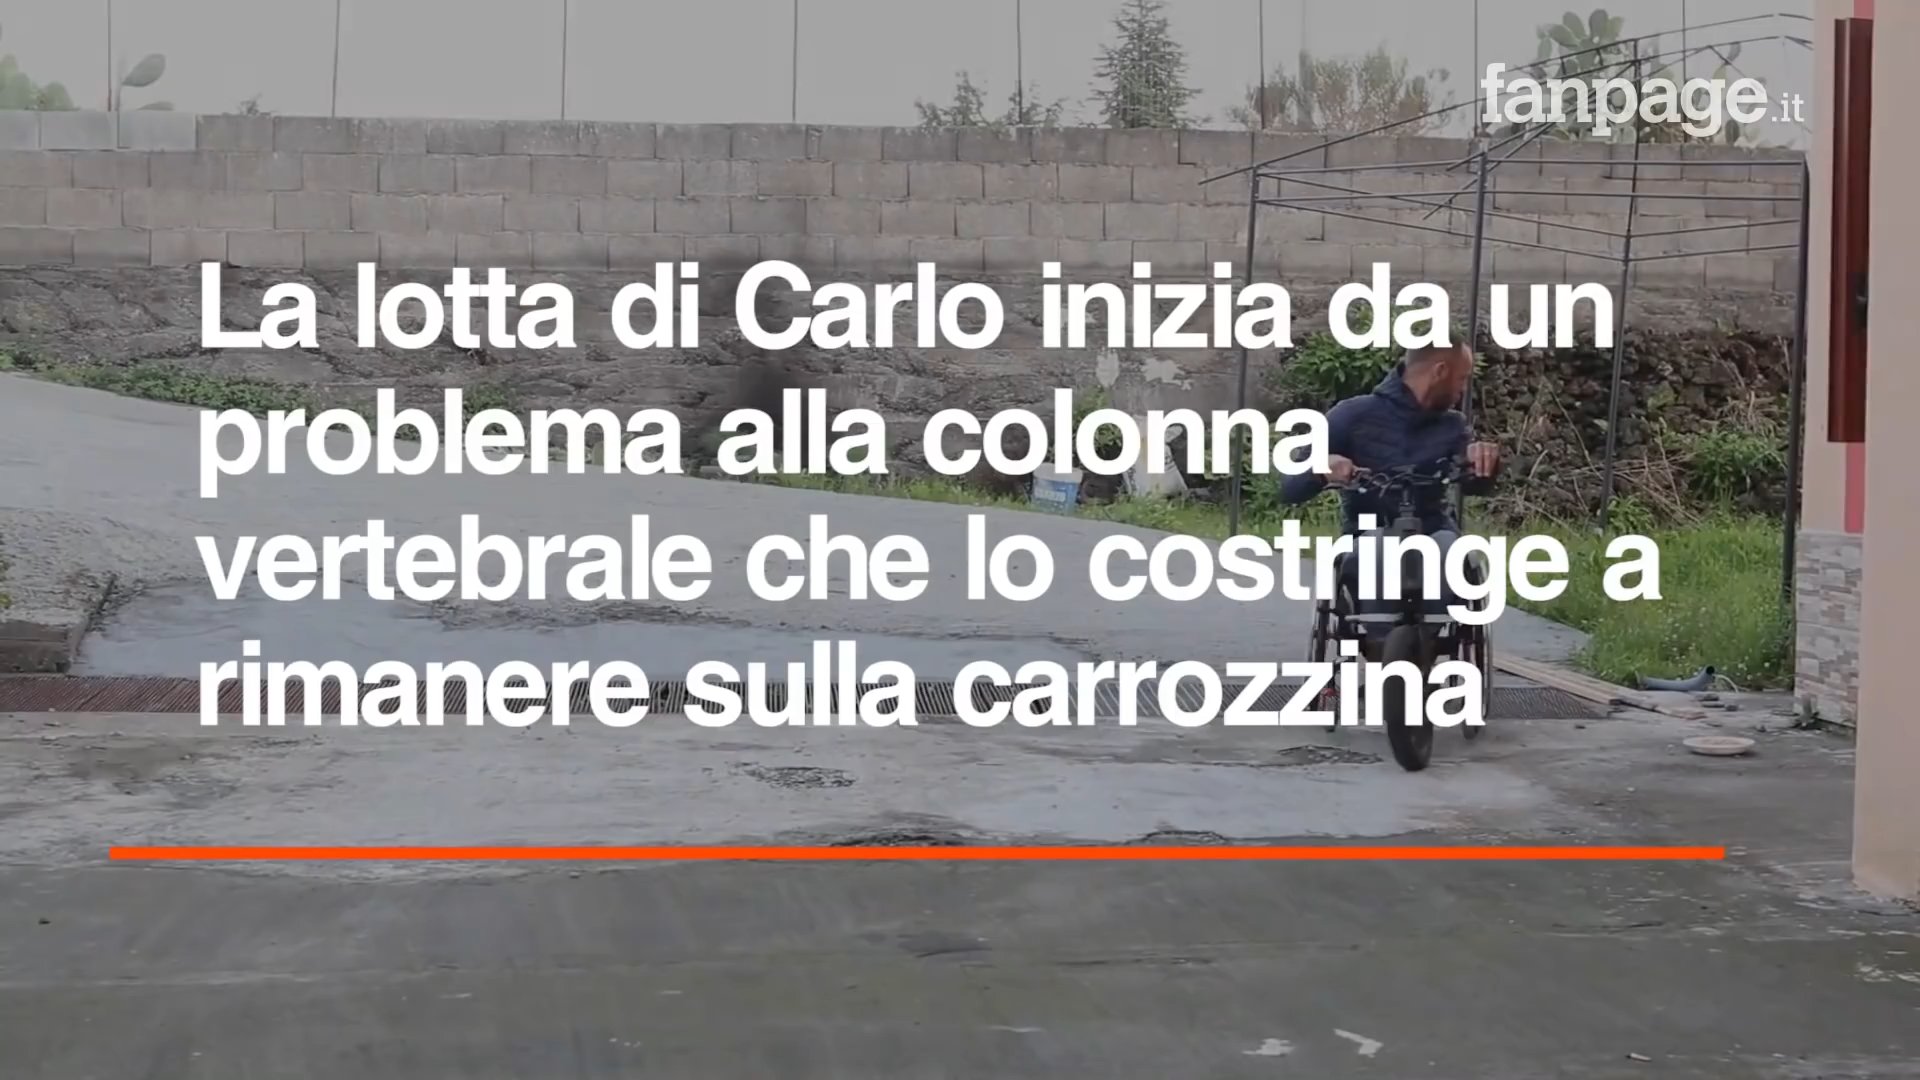 fanpage.it
La lotta di Carlo inizia da un
problema alla colonna
vertebrale che lo costringe a
rimanere sulla carrozzina